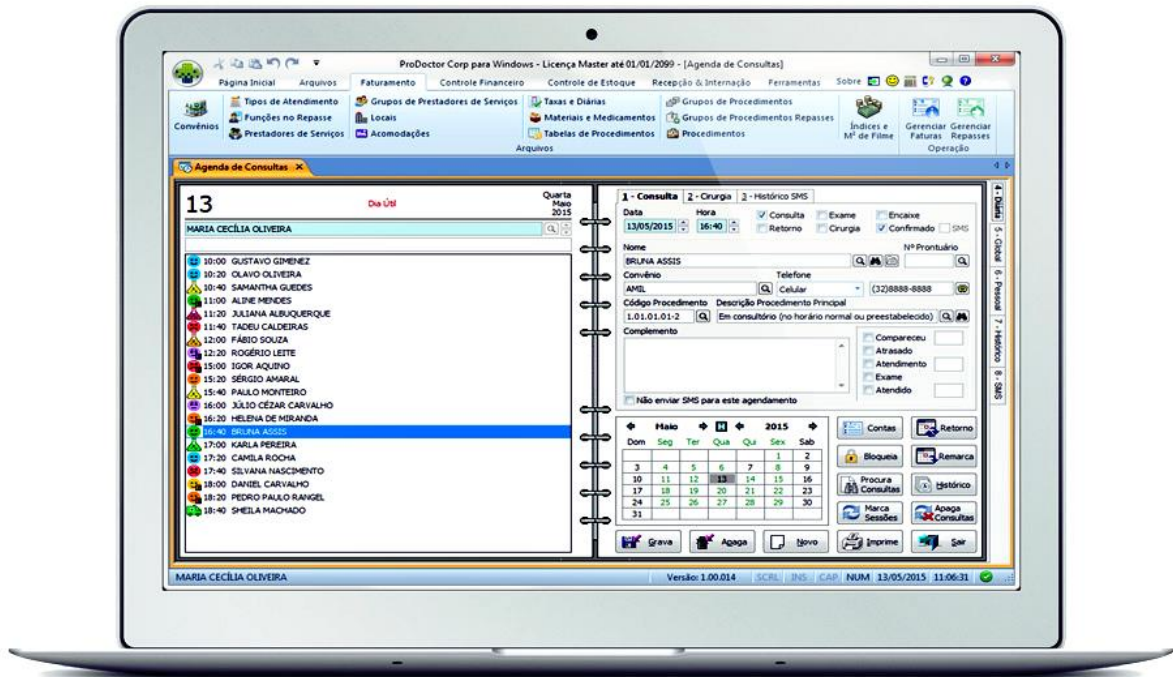 ProDoctor Corp para Windows - Licença Master até 01/01/2099 - [Agenda de Consultas]
Página Inicial Arquivos Faturamento Controle Financeiro Controle de Estoque Recepção & Internação Ferramentas Sobre
Convênios
Tipos de Atendimento
Funções no Repasse
Prestadores de Serviços
Grupos de Prestadores de Serviços
Locais
Acomodações
Taxas e Diárias
Materiais e Medicamentos
Tabelas de Procedimentos
Grupos de Procedimentos
Grupos de Procedimentos Repasses
Procedimentos
Arquivos
Índices e
M² de Filme
Gerenciar
Faturas
Gerenciar
Repasses
Operação
Agenda de Consultas
13
Dia Útil
Quarta
Maio
2015
MARIA CECÍLIA OLIVEIRA
10:00 GUSTAVO GIMENEZ
10:20 OLAVO OLIVEIRA
10:40 SAMANTHA GUEDES
11:00 ALINE MENDES
11:20 JULIANA ALBUQUERQUE
11:40 TADEU CALDEIRAS
12:00 FÁBIO SOUZA
12:20 ROGÉRIO LEITE
15:00 IGOR AQUINO
15:20 SÉRGIO AMARAL
15:40 PAULO MONTEIRO
16:00 JÚLIO CÉZAR CARVALHO
16:20 HELENA DE MIRANDA
16:40 BRUNA ASSIS
17:00 KARLA PEREIRA
17:20 CAMILA ROCHA
17:40 SILVANA NASCIMENTO
18:00 DANIEL CARVALHO
18:20 PEDRO PAULO RANGEL
18:40 SHEILA MACHADO
1 - Consulta 2 - Cirurgia 3 - Histórico SMS
Data Hora Consulta Exame Encaixe
13/05/2015 16:40 Retorno Cirurgia Confirmado SMS
Nome Nº Prontuário
BRUNA ASSIS
Convênio Telefone
AMIL Celular (32)8888-8888
Código Procedimento Descrição Procedimento Principal
1.01.01.01-2 Em consultório (no horário normal ou preestabelecido)
Complemento
Compareceu
Atrasado
Atendimento
Exame
Atendido
Não enviar SMS para este agendamento
Maio H 2015
Dom Seg Ter Qua Qui Sex Sab
1 2
3 4 5 6 7 8 9
10 11 12 13 14 15 16
17 18 19 20 21 22 23
24 25 26 27 28 29 30
31
Contas Retorno
Bloqueia Remarca
Procura
Consultas
Histórico
Marca
Sessões
Apaga
Consultas
Grava Apaga Novo Imprime Sair
4 - Diária
5 - Global
6 - Pessoal
7 - Histórico
8 - SMS
MARIA CECÍLIA OLIVEIRA Versão: 1.00.014 SCRL INS CAP NUM 13/05/2015 11:06:31